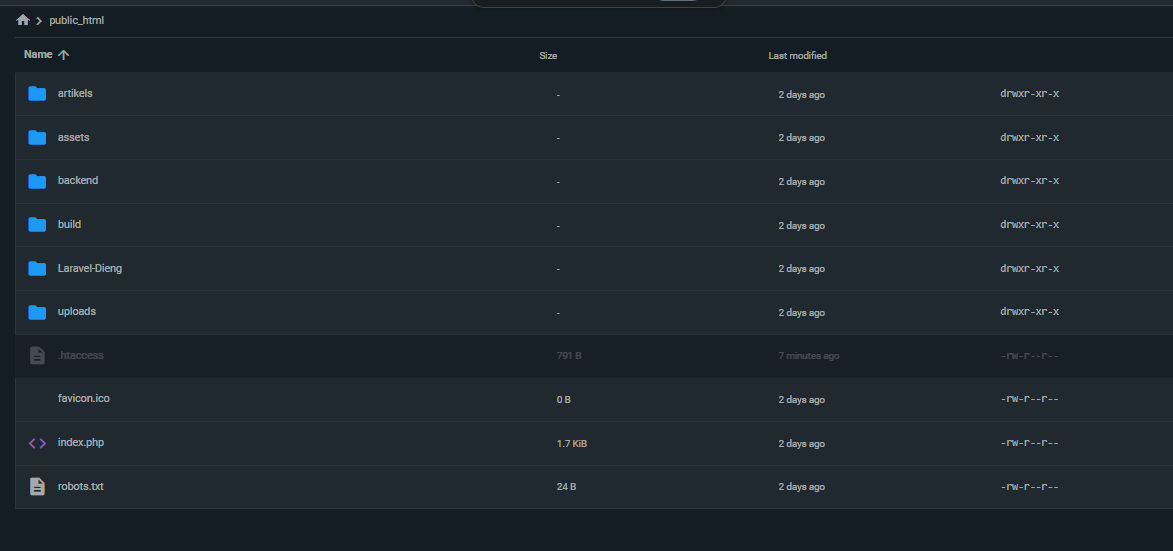 public_html
Name Size Last modified
artikels - 2 days ago drwxr-xr-x
assets - 2 days ago drwxr-xr-x
backend - 2 days ago drwxr-xr-x
build - 2 days ago drwxr-xr-x
Laravel-Dieng - 2 days ago drwxr-xr-x
uploads - 2 days ago drwxr-xr-x
.htaccess 791 B 7 minutes ago -rw-r--r--
favicon.ico 0 B 2 days ago -rw-r--r--
index.php 1.7 KiB 2 days ago -rw-r--r--
robots.txt 24 B 2 days ago -rw-r--r--